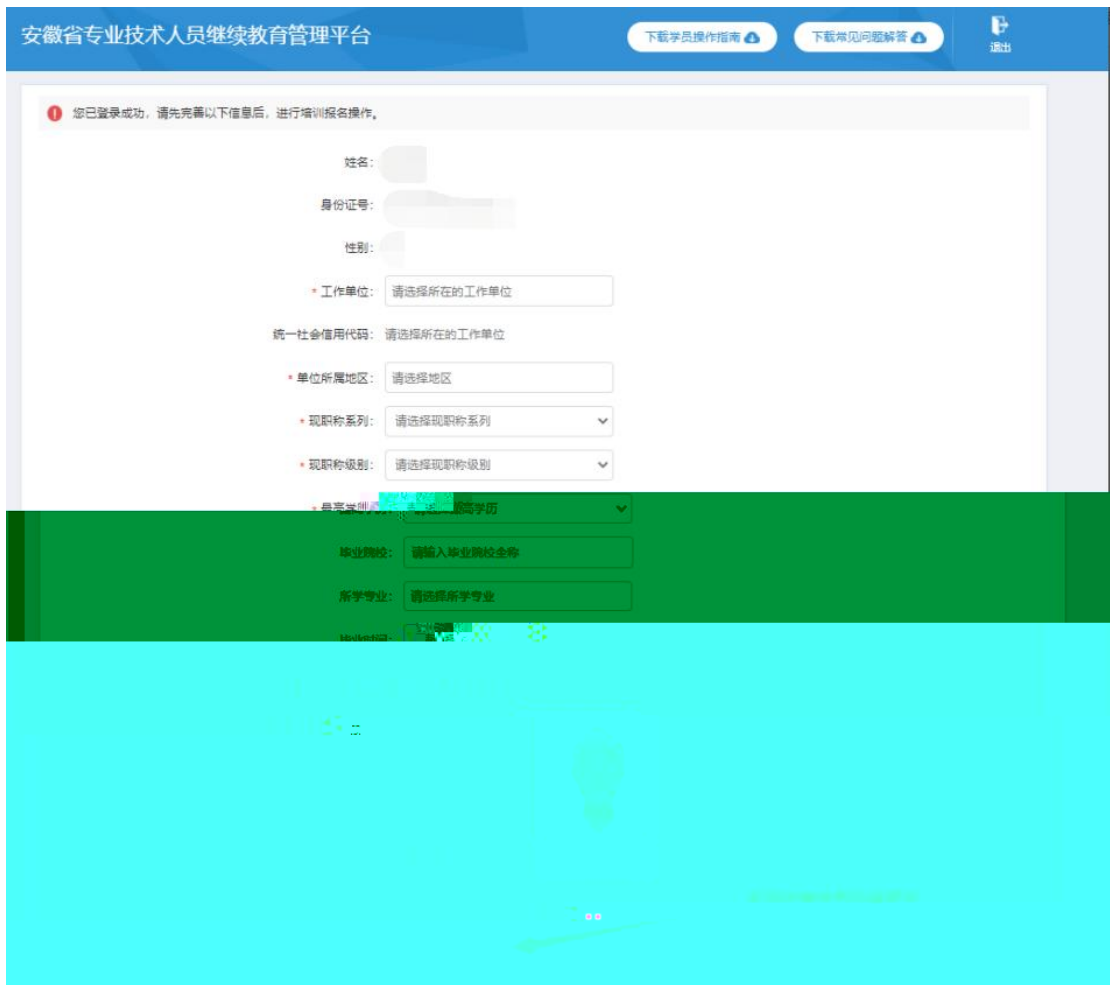 安徽省专业技术人员继续教育管理平台
下载学员操作指南
下载常见问题解答
退出
您已登录成功，请先完善以下信息后，进行培训报名操作。
姓名：
身份证号：
性别：
* 工作单位： 请选择所在的工作单位
统一社会信用代码： 请选择所在的工作单位
* 单位所属地区： 请选择地区
* 现职称系列： 请选择现职称系列
* 现职称级别： 请选择现职称级别
* 最高学 高学历
毕业院校： 请输入毕业院校全称
所学专业： 请选择所学专业
毕业时间：